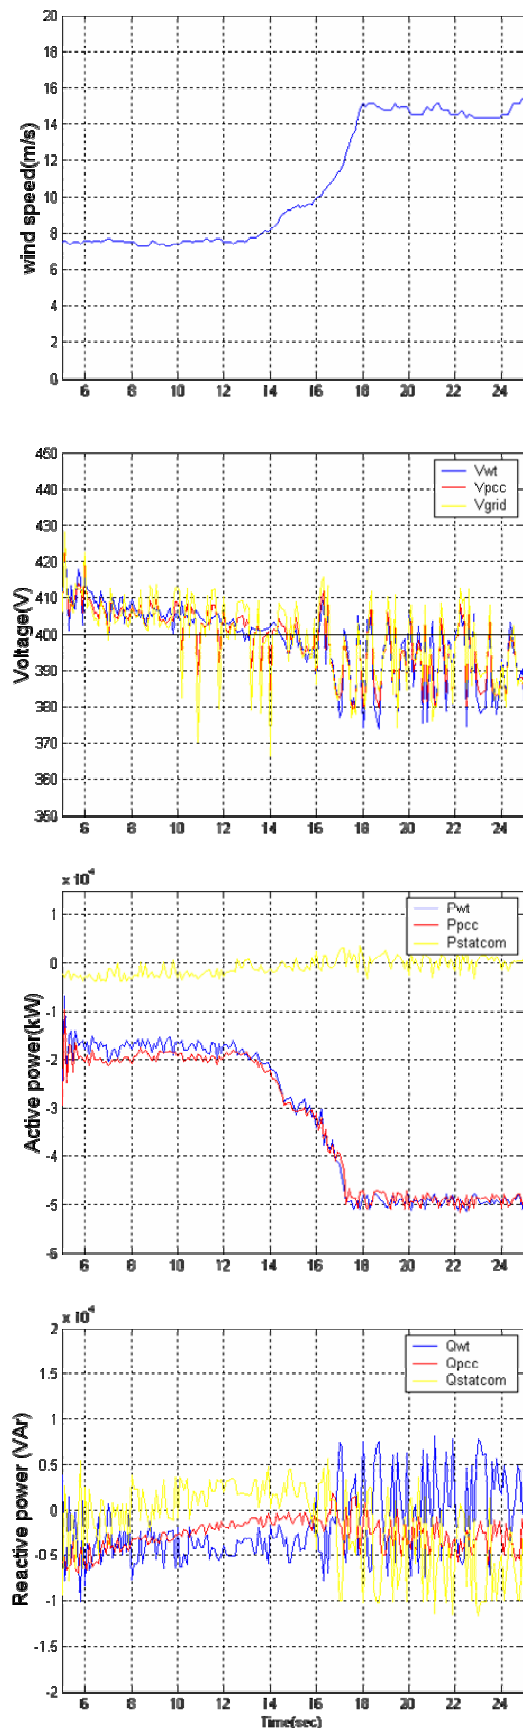 20
18
16
14
12
10
8
6
4
2
0
wind speed(m/s)
6 8 10 12 14 16 18 20 22 24
450
440
430
420
410
400
390
380
370
360
350
Voltage(V)
Vwt
Vpcc
Vgrid
6 8 10 12 14 16 18 20 22 24
x 10^4
1
0
-1
-2
-3
-4
-5
-6
Active power(kW)
Pwt
Ppcc
Pstatcom
6 8 10 12 14 16 18 20 22 24
x 10^4
2
1.5
1
0.5
0
-0.5
-1
-1.5
-2
Reactive power (VAr)
Qwt
Qpcc
Qstatcom
6 8 10 12 14 16 18 20 22 24
Time(sec)